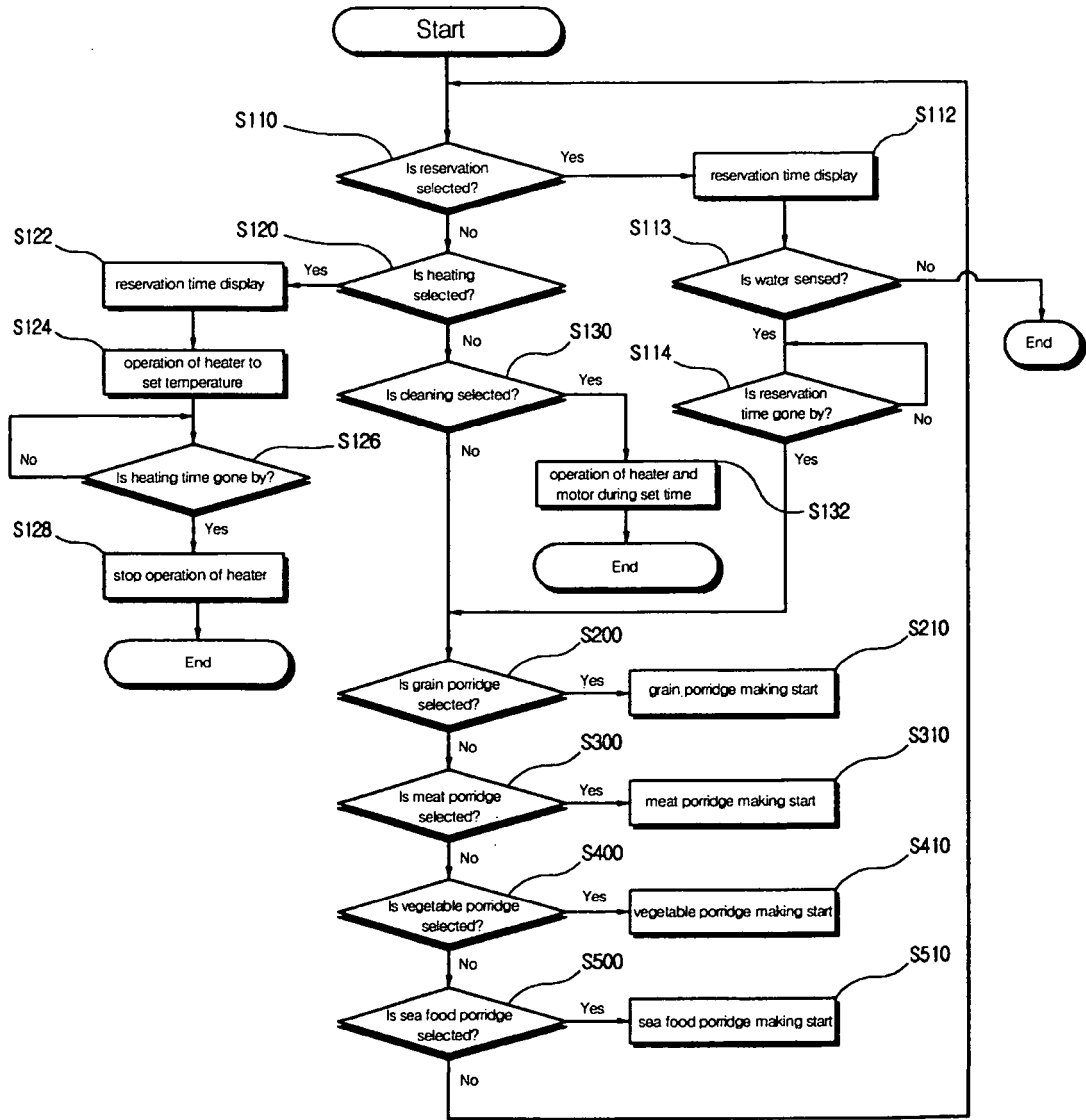 Start
S110
S112
Is reservation
selected?
Yes
reservation time display
No
S120
S113
S122
Is heating
selected?
Yes
reservation time display
Is water sensed?
No
S124
No
S130
Yes
End
operation of heater to
set temperature
S114
Is cleaning selected?
Yes
Is reservation
time gone by?
No
S126
No
No
Yes
Is heating time gone by?
operation of heater and
motor during set time
S132
S128
Yes
stop operation of heater
End
End
S200
S210
Is grain porridge
selected?
Yes
grain porridge making start
No
S300
S310
Is meat porridge
selected?
Yes
meat porridge making start
No
S400
S410
Is vegetable porridge
selected?
Yes
vegetable porridge making start
No
S500
S510
Is sea food porridge
selected?
Yes
sea food porridge making start
No